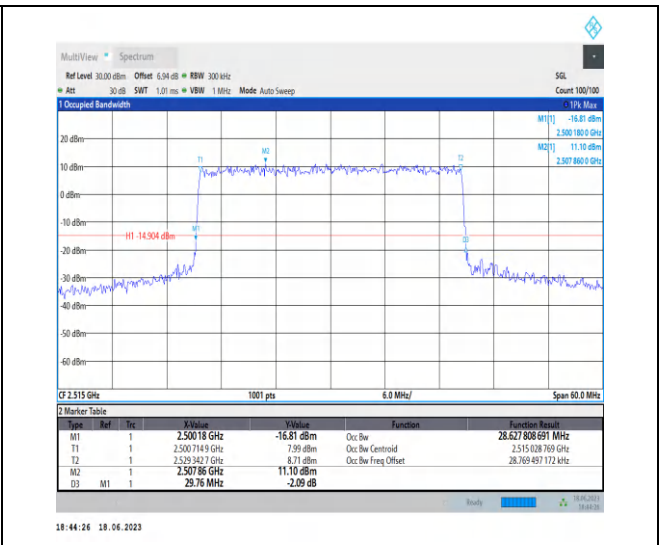 MultiView Spectrum
Ref Level 30.00 dBm Offset 6.94 dB RBW 300 kHz SGL
Att 30 dB SWT 1.01 ms VBW 1 MHz Mode Auto Sweep Count 100/100
1 Occupied Bandwidth 1Pk Max
M1[1] -16.81 dBm
2.500 180 0 GHz
M2[1] 11.10 dBm
2.507 860 0 GHz
20 dBm
M2
T1
T2
10 dBm
0 dBm
-10 dBm
M1
H1 -14.904 dBm
D3
-20 dBm
-30 dBm
-40 dBm
-50 dBm
-60 dBm
CF 2.515 GHz 1001 pts 6.0 MHz/ Span 60.0 MHz
2 Marker Table
Type Ref Trc X-Value Y-Value Function Function Result
M1 1 2.50018 GHz -16.81 dBm Occ Bw 28.627 808 691 MHz
T1 1 2.500 714 9 GHz 7.99 dBm Occ Bw Centroid 2.515 028 769 GHz
T2 1 2.529 342 7 GHz 8.71 dBm Occ Bw Freq Offset 28.769 497 172 kHz
M2 1 2.50786 GHz 11.10 dBm
D3 M1 1 29.76 MHz -2.09 dB
Ready 18.06.2023
18:44:26
18:44:26 18.06.2023